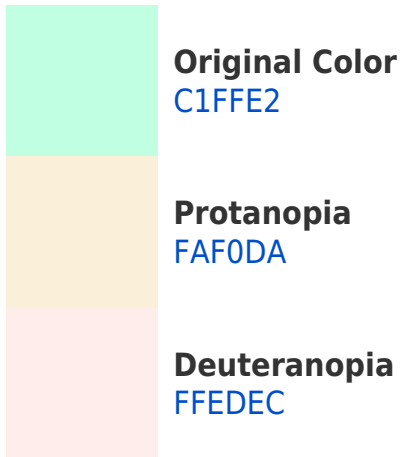 Original Color
C1FFE2
Protanopia
FAF0DA
Deuteranopia
FFEDEC